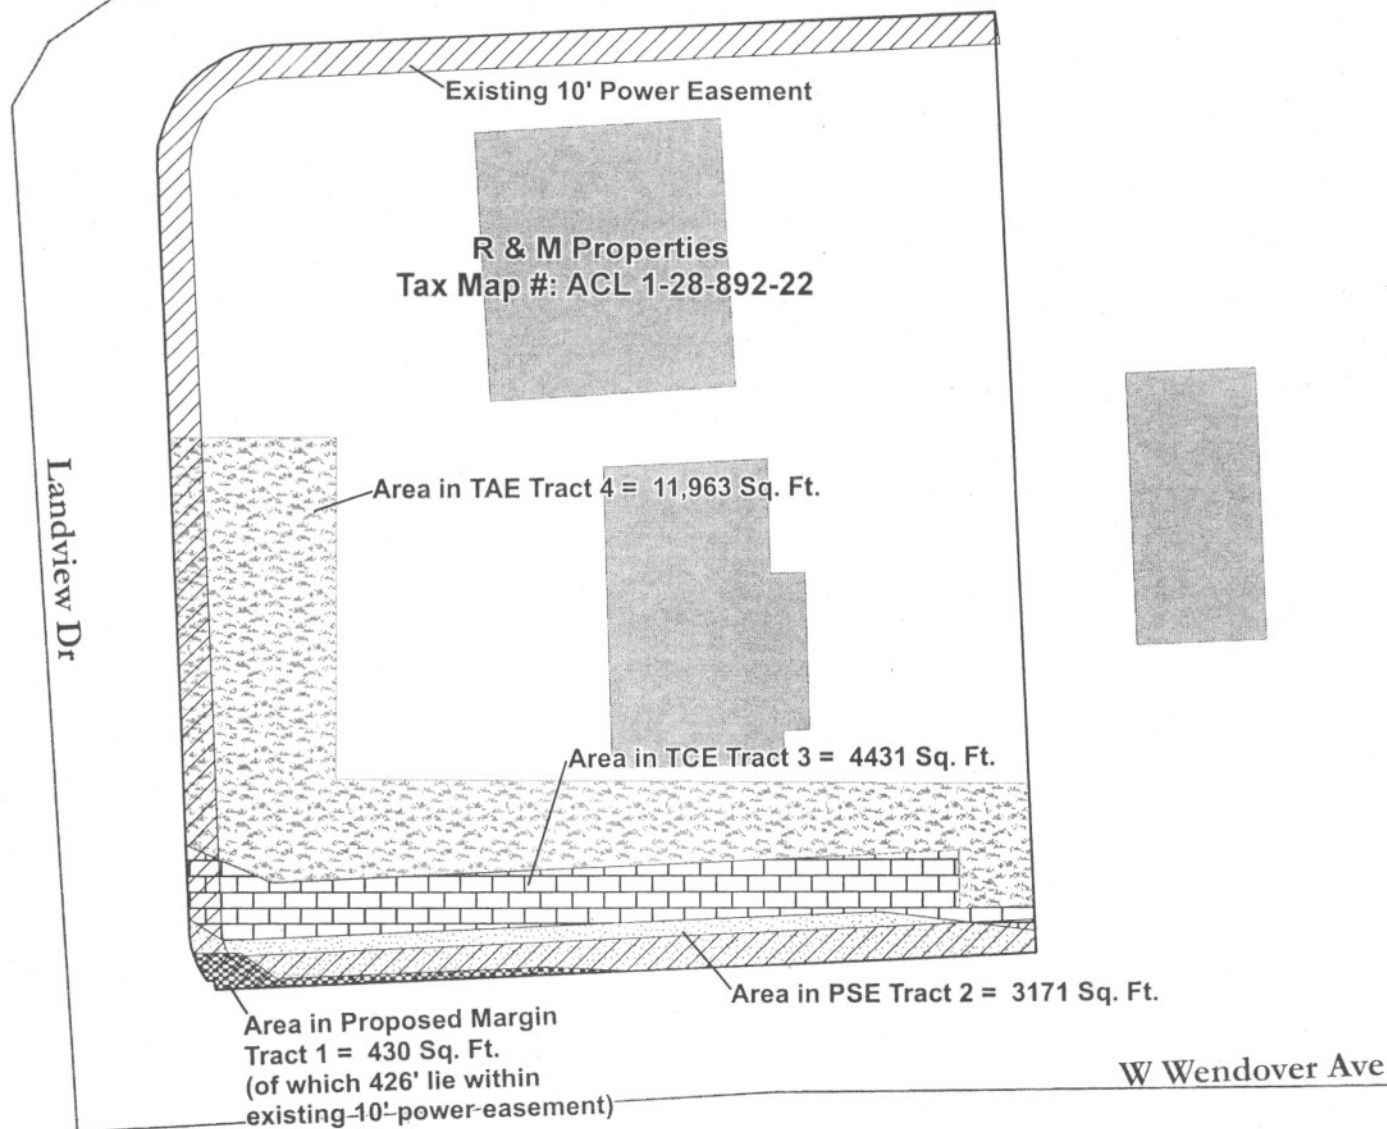 Existing 10' Power Easement
R & M Properties
Tax Map #: ACL 1-28-892-22
Landview Dr
Area in TAE Tract 4 = 11,963 Sq. Ft.
Area in TCE Tract 3 = 4431 Sq. Ft.
Area in PSE Tract 2 = 3171 Sq. Ft.
Area in Proposed Margin
Tract 1 = 430 Sq. Ft.
(of which 426' lie within
existing 10' power easement)
W Wendover Ave